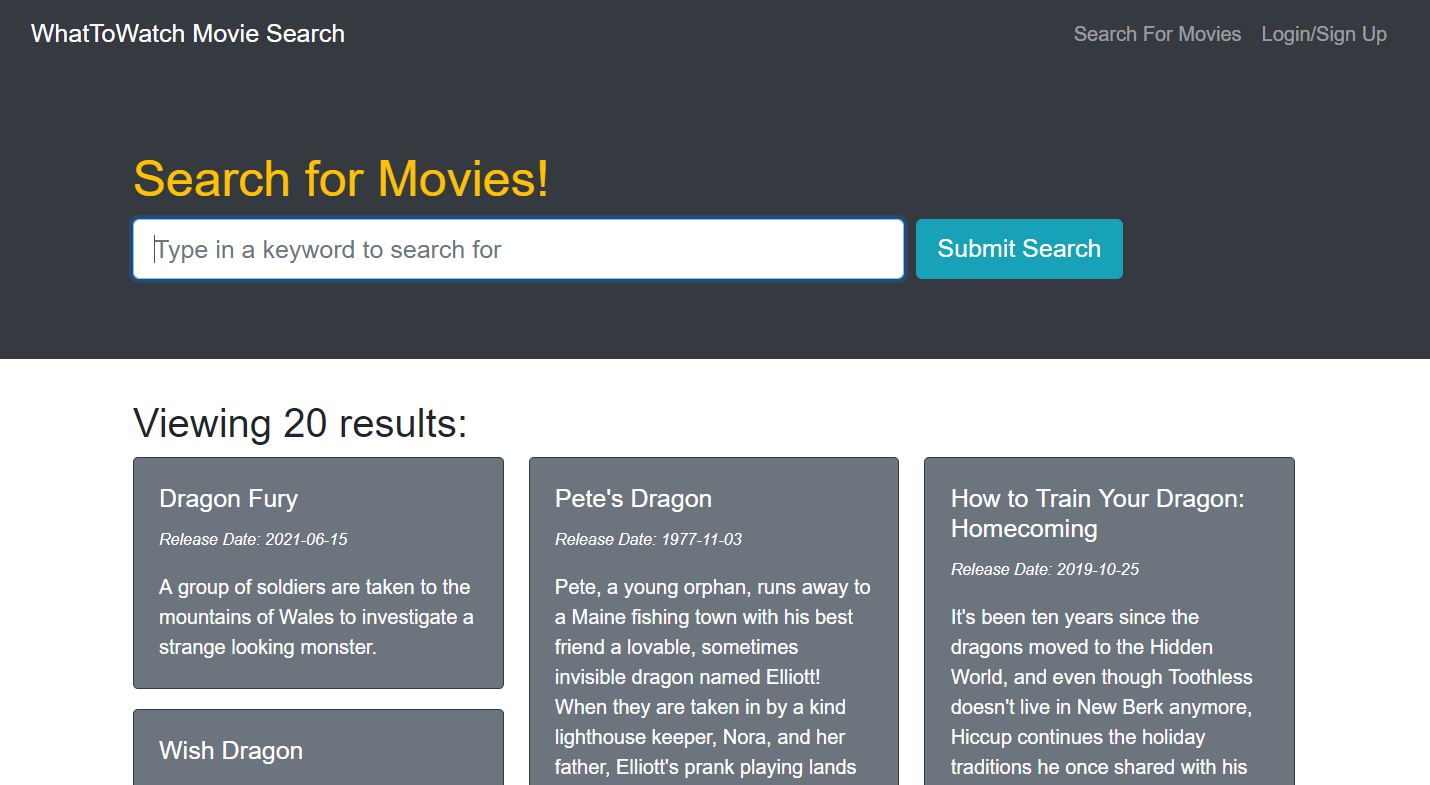 WhatToWatch Movie Search
Search For Movies
Login/Sign Up
Search for Movies!
Type in a keyword to search for
Submit Search
Viewing 20 results:
Dragon Fury
Release Date: 2021-06-15
A group of soldiers are taken to the
mountains of Wales to investigate a
strange looking monster.
Wish Dragon
Pete's Dragon
Release Date: 1977-11-03
Pete, a young orphan, runs away to
a Maine fishing town with his best
friend a lovable, sometimes
invisible dragon named Elliott!
When they are taken in by a kind
lighthouse keeper, Nora, and her
father, Elliott's prank playing lands
How to Train Your Dragon:
Homecoming
Release Date: 2019-10-25
It's been ten years since the
dragons moved to the Hidden
World, and even though Toothless
doesn't live in New Berk anymore,
Hiccup continues the holiday
traditions he once shared with his